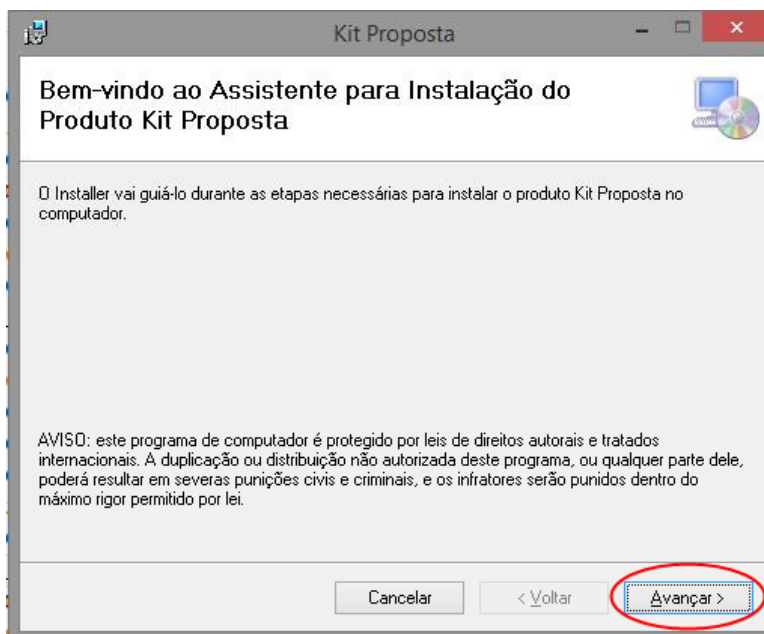 Kit Proposta
Bem-vindo ao Assistente para Instalação do
Produto Kit Proposta
O Installer vai guiá-lo durante as etapas necessárias para instalar o produto Kit Proposta no
computador.
AVISO: este programa de computador é protegido por leis de direitos autorais e tratados
internacionais. A duplicação ou distribuição não autorizada deste programa, ou qualquer parte dele,
poderá resultar em severas punições civis e criminais, e os infratores serão punidos dentro do
máximo rigor permitido por lei.
Cancelar < Voltar Avançar >